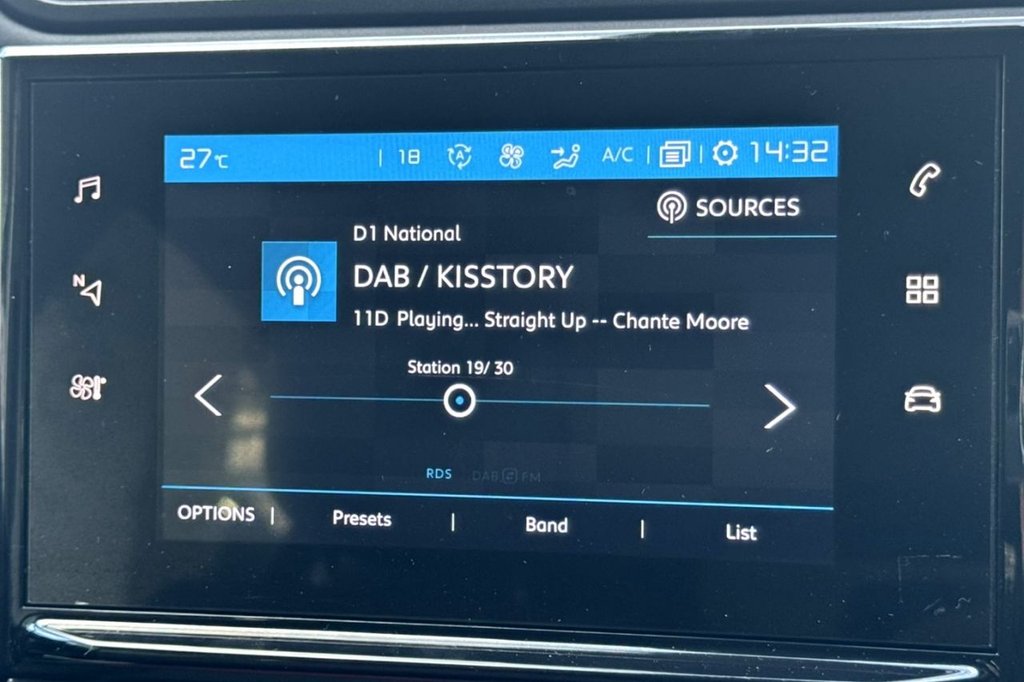 27°C | 18 A/C | | 14:32
SOURCES
D1 National
DAB / KISSTORY
11D Playing... Straight Up -- Chante Moore
Station 19/ 30
RDS DAB FM
OPTIONS | Presets | Band | List
N